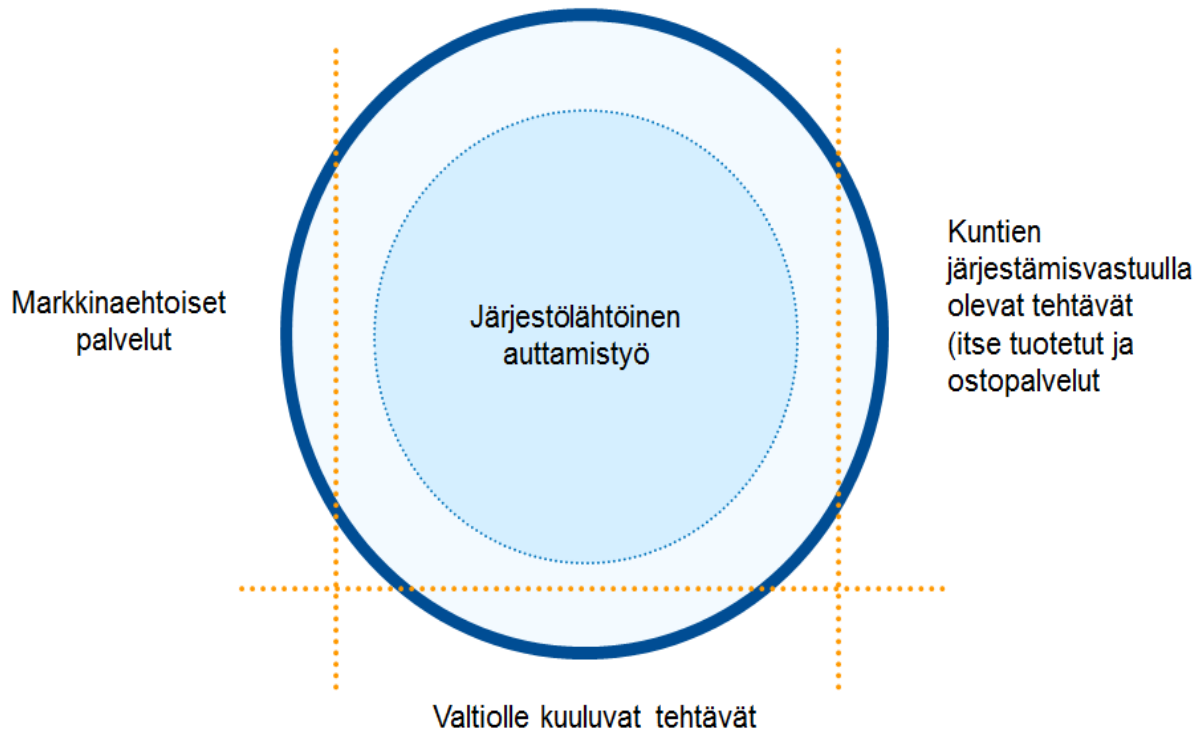 Markkinaehtoiset
palvelut
Järjestölähtöinen
auttamistyö
Kuntien
järjestämisvastuulla
olevat tehtävät
(itse tuotetut ja
ostopalvelut
Valtiolle kuuluvat tehtävät